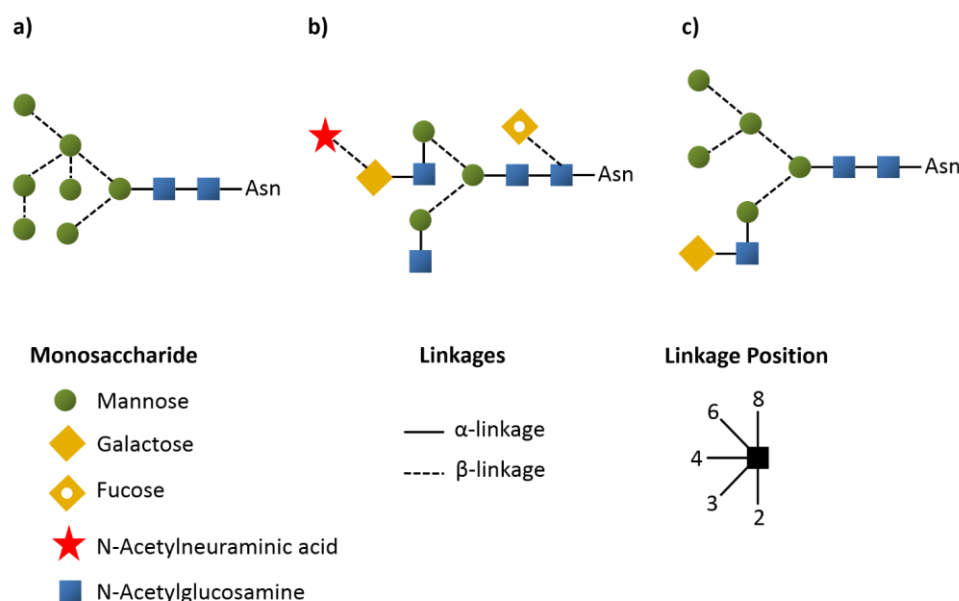 a)
b)
c)
Asn
Asn
Asn
Monosaccharide
Mannose
Galactose
Fucose
N-Acetylneuraminic acid
N-Acetylglucosamine
Linkages
α-linkage
β-linkage
Linkage Position
8
6
4
3
2